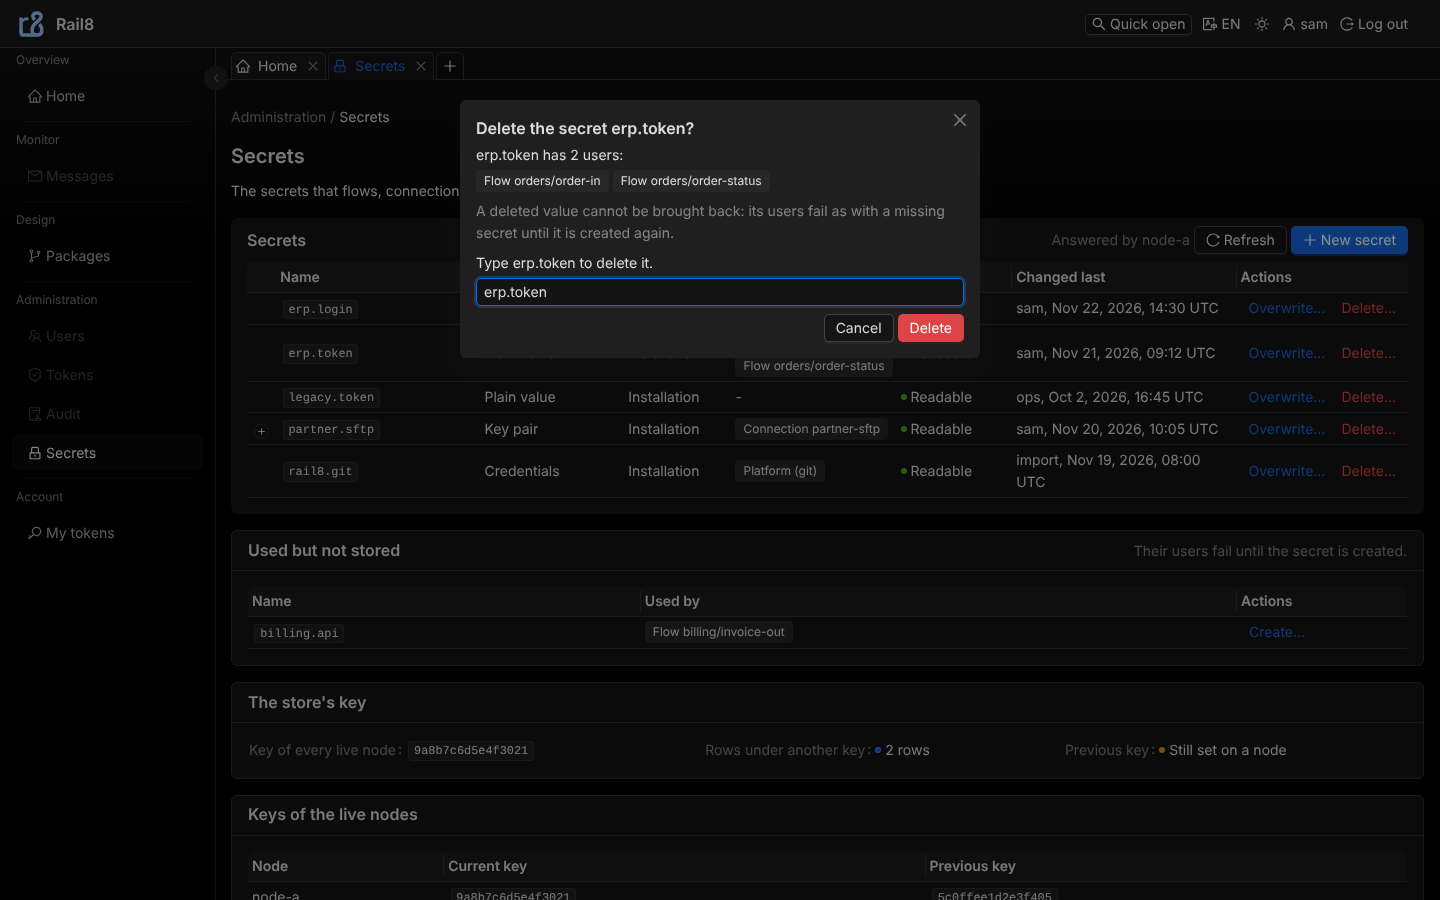 Rail8
Quick open
EN
sam
Log out
Overview
Home
Monitor
Messages
Design
Packages
Administration
Users
Tokens
Audit
Secrets
Account
My tokens
Home
Secrets
Administration / Secrets
Secrets
The secrets that flows, connection
Delete the secret erp.token?
erp.token has 2 users:
Flow orders/order-in
Flow orders/order-status
A deleted value cannot be brought back: its users fail as with a missing
secret until it is created again.
Type erp.token to delete it.
erp.token
Cancel
Delete
Secrets
Answered by node-a
Refresh
New secret
Name
Changed last
Actions
erp.login
sam, Nov 22, 2026, 14:30 UTC
Overwrite...
Delete...
erp.token
Flow orders/order-status
sam, Nov 21, 2026, 09:12 UTC
Overwrite...
Delete...
legacy.token
Plain value
Installation
-
Readable
ops, Oct 2, 2026, 16:45 UTC
Overwrite...
Delete...
partner.sftp
Key pair
Installation
Connection partner-sftp
Readable
sam, Nov 20, 2026, 10:05 UTC
Overwrite...
Delete...
rail8.git
Credentials
Installation
Platform (git)
Readable
import, Nov 19, 2026, 08:00
UTC
Overwrite...
Delete...
Used but not stored
Their users fail until the secret is created.
Name
Used by
Actions
billing.api
Flow billing/invoice-out
Create...
The store's key
Key of every live node:
9a8b7c6d5e4f3021
Rows under another key:
2 rows
Previous key:
Still set on a node
Keys of the live nodes
Node
Current key
Previous key
node-a
9a8b7c6d5e4f3021
5c0ffee1d2e3f405